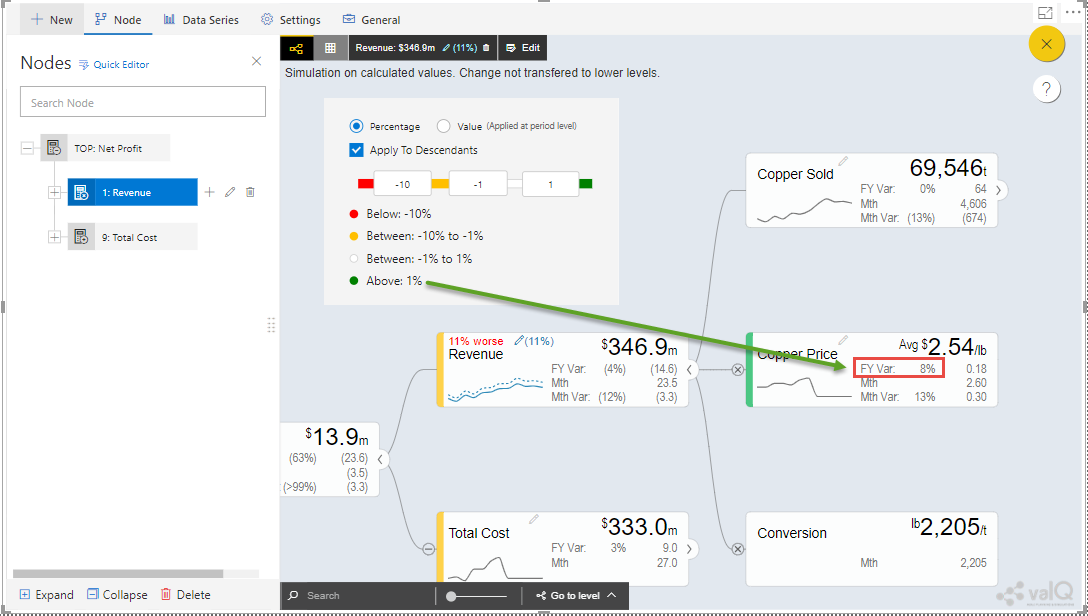 New
Node
Data Series
Settings
General
Nodes
Quick Editor
Search Node
TOP: Net Profit
1: Revenue
9: Total Cost
Expand
Collapse
Delete
Revenue: $346.9m (11%)
Edit
Simulation on calculated values. Change not transfered to lower levels.
?
Percentage
Value (Applied at period level)
Apply To Descendants
-10
-1
1
Below: -10%
Between: -10% to -1%
Between: -1% to 1%
Above: 1%
Copper Sold
69,546t
FY Var: 0% 64
Mth 4,606
Mth Var: (13%) (674)
11% worse (11%)
Revenue
$346.9m
FY Var: (4%) (14.6)
Mth 23.5
Mth Var: (12%) (3.3)
Copper Price
Avg $2.54/lb
FY Var: 8% 0.18
Mth 2.60
Mth Var: 13% 0.30
$13.9m
(63%) (23.6)
(3.5)
(>99%) (3.3)
Total Cost
$333.0m
FY Var: 3% 9.0
Mth 27.0
Conversion
lb2,205/t
Mth 2,205
Search
Go to level
valQ